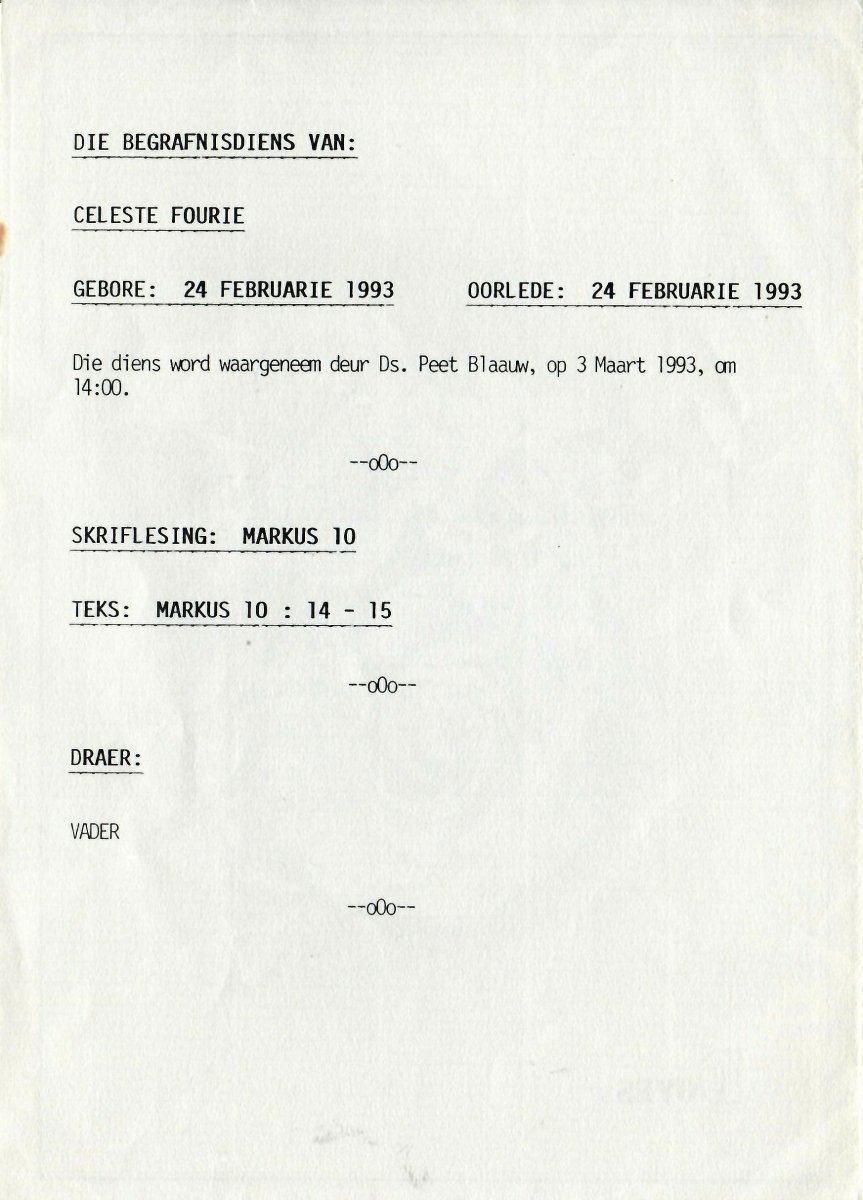 DIE BEGRAFNISDIENS VAN:
CELESTE FOURIE
GEBORE: 24 FEBRUARIE 1993 OORLEDE: 24 FEBRUARIE 1993
Die diens word waargeneem deur Ds. Peet Blaauw, op 3 Maart 1993, om
14:00.
--oOo--
SKRIFLESING: MARKUS 10
TEKS: MARKUS 10 : 14 - 15
--oOo--
DRAER:
VADER
--oOo--